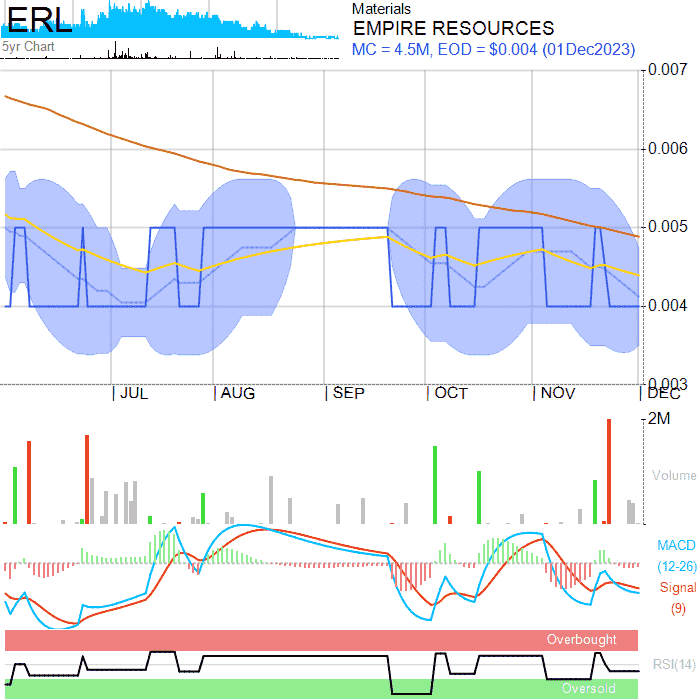 ERL
5yr Chart
Materials
EMPIRE RESOURCES
MC = 4.5M, EOD = $0.004 (01Dec2023)
0.007
0.006
0.005
0.004
0.003
JUL
AUG
SEP
OCT
NOV
DEC
2M
Volume
MACD
(12-26)
Signal
(9)
Overbought
RSI(14)
Oversold